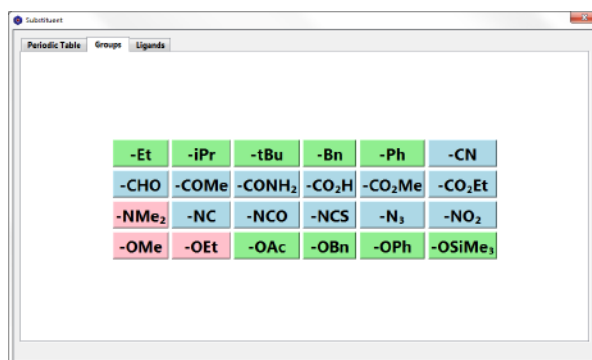 Substituent
Periodic Table Groups Ligands
-Et -iPr -tBu -Bn -Ph -CN
-CHO -COMe -CONH₂ -CO₂H -CO₂Me -CO₂Et
-NMe₂ -NC -NCO -NCS -N₃ -NO₂
-OMe -OEt -OAc -OBn -OPh -OSiMe₃